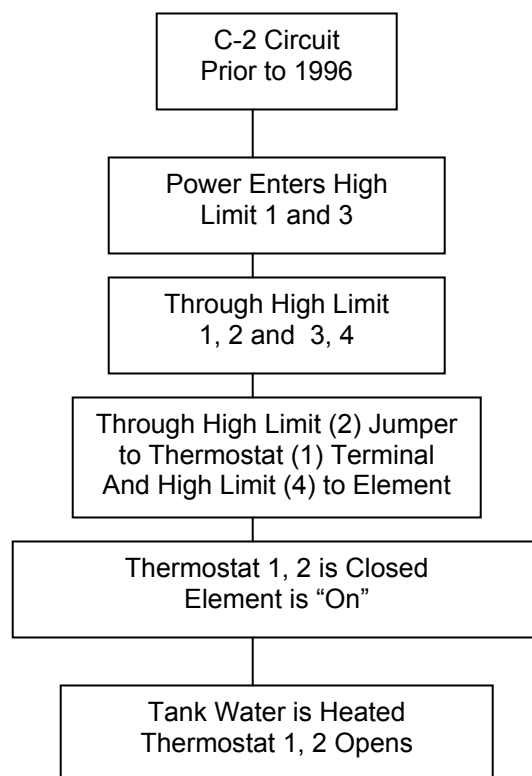 C-2 Circuit
Prior to 1996
Power Enters High
Limit 1 and 3
Through High Limit
1, 2 and 3, 4
Through High Limit (2) Jumper
to Thermostat (1) Terminal
And High Limit (4) to Element
Thermostat 1, 2 is Closed
Element is “On”
Tank Water is Heated
Thermostat 1, 2 Opens